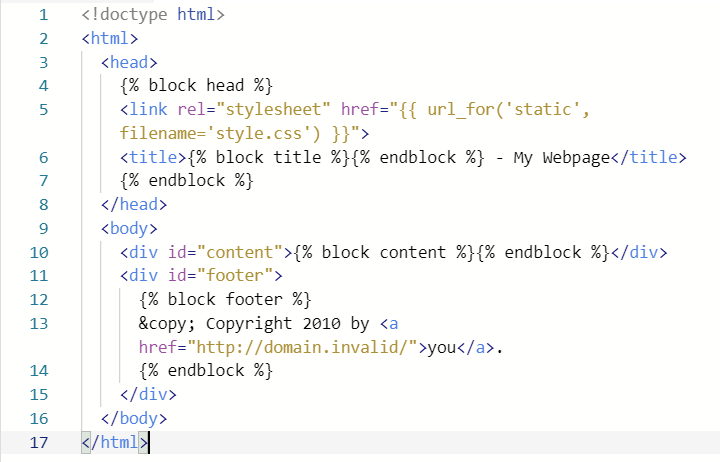 1 <!doctype html>
2 <html>
3 <head>
4 {% block head %}
5 <link rel="stylesheet" href="{{ url_for('static',
filename='style.css') }}">
6 <title>{% block title %}{% endblock %} - My Webpage</title>
7 {% endblock %}
8 </head>
9 <body>
10 <div id="content">{% block content %}{% endblock %}</div>
11 <div id="footer">
12 {% block footer %}
13 &copy; Copyright 2010 by <a
href="http://domain.invalid/">you</a>.
14 {% endblock %}
15 </div>
16 </body>
17 </html>